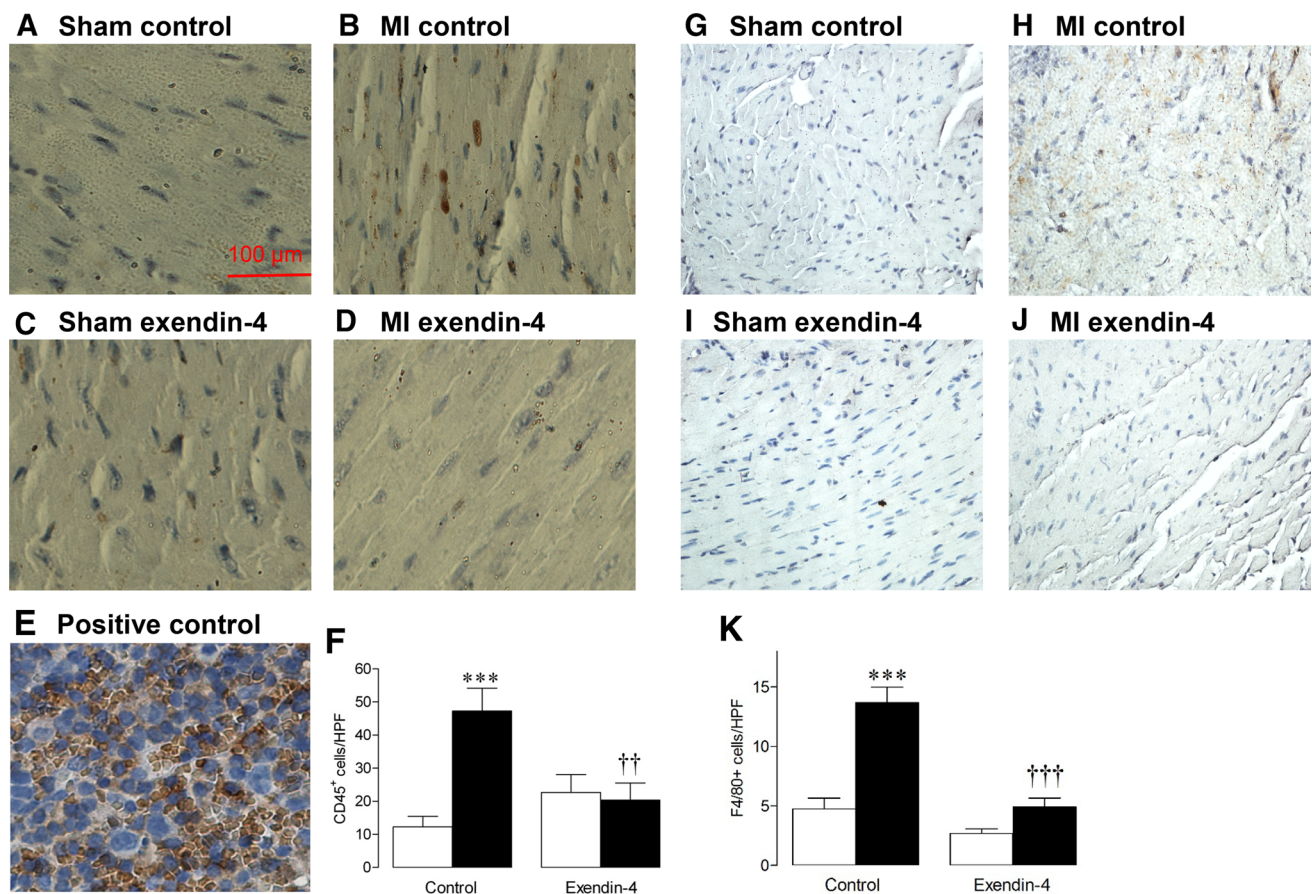 A Sham control
B MI control
G Sham control
H MI control
100 µm
C Sham exendin-4
D MI exendin-4
I Sham exendin-4
J MI exendin-4
E Positive control
F
CD45+ cells/HPF
60
50
40
30
20
10
0
***
††
Control
Exendin-4
K
F4/80+ cells/HPF
15
10
5
0
***
†††
Control
Exendin-4